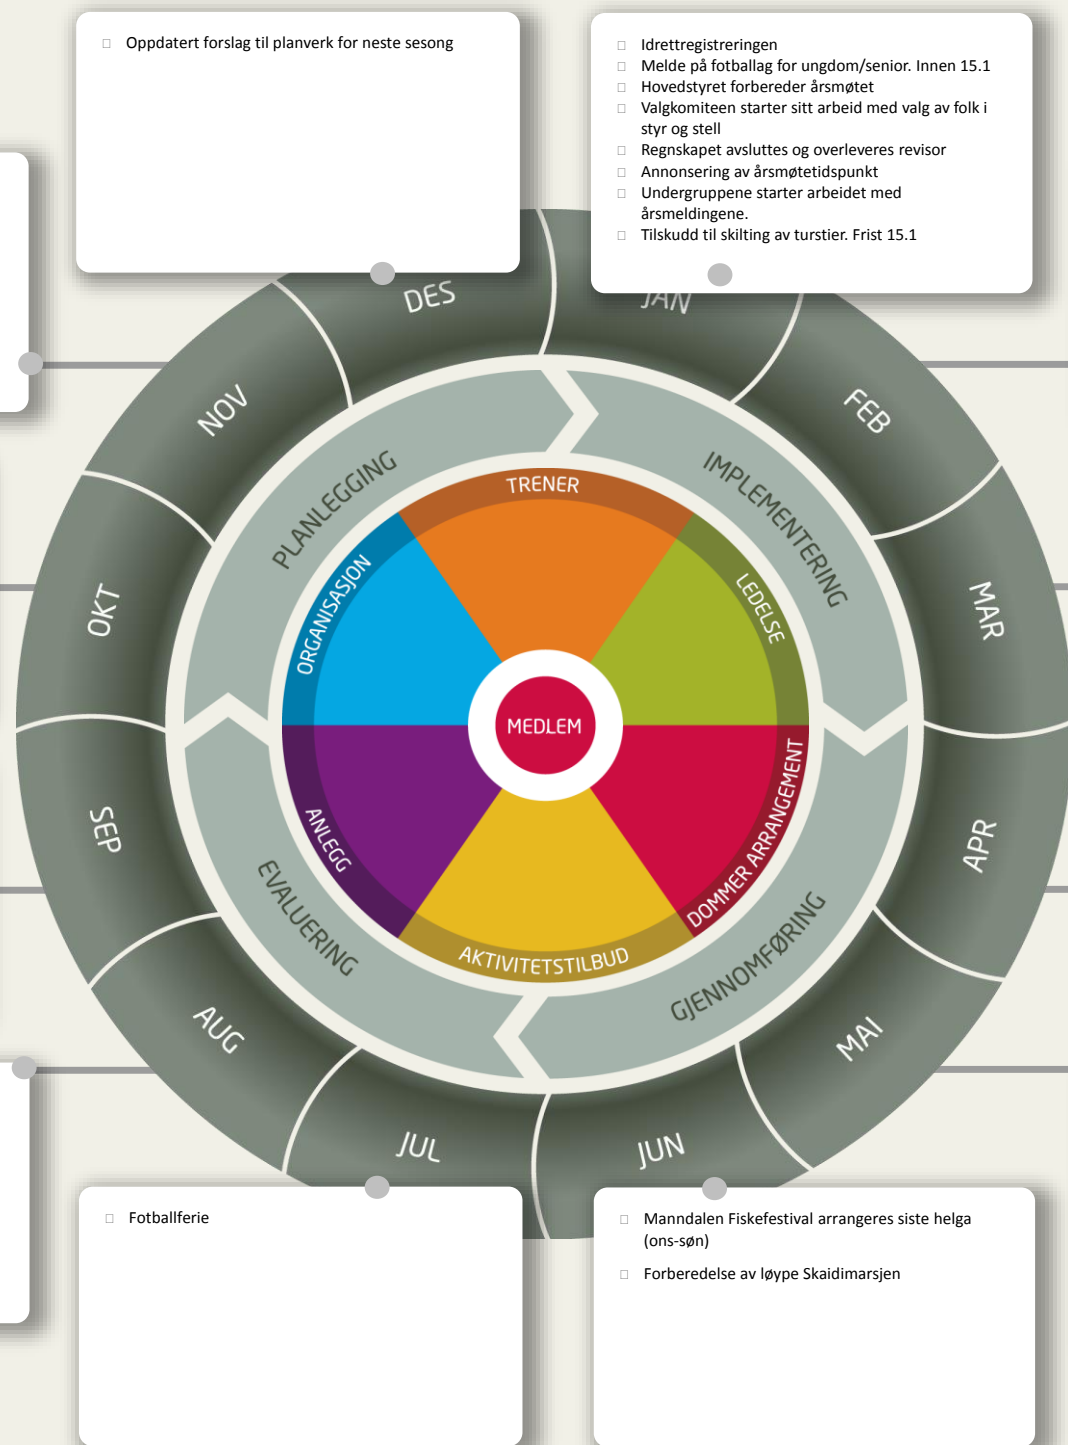 Oppdatert forslag til planverk for neste sesong
Idrettregistreringen
Melde på fotballag for ungdom/senior. Innen 15.1
Hovedstyret forbereder årsmøtet
Valgkomiteen starter sitt arbeid med valg av folk i
styr og stell
Regnskapet avsluttes og overleveres revisor
Annonsering av årsmøtetidspunkt
Undergruppene starter arbeidet med
årsmeldingene.
Tilskudd til skilting av turstier. Frist 15.1
DES
JAN
NOV
FEB
PLANLEGGING
IMPLEMENTERING
TRENER
ORGANISASJON
LEDELSE
OKT
MAR
MEDLEM
SEP
APR
ANLEGG
DOMMER ARRANGEMENT
EVALUERING
AKTIVITETSTILBUD
GJENNOMFØRING
AUG
MAI
JUL
JUN
Fotballferie
Manndalen Fiskefestival arrangeres siste helga
(ons-søn)
Forberedelse av løype Skaidimarsjen